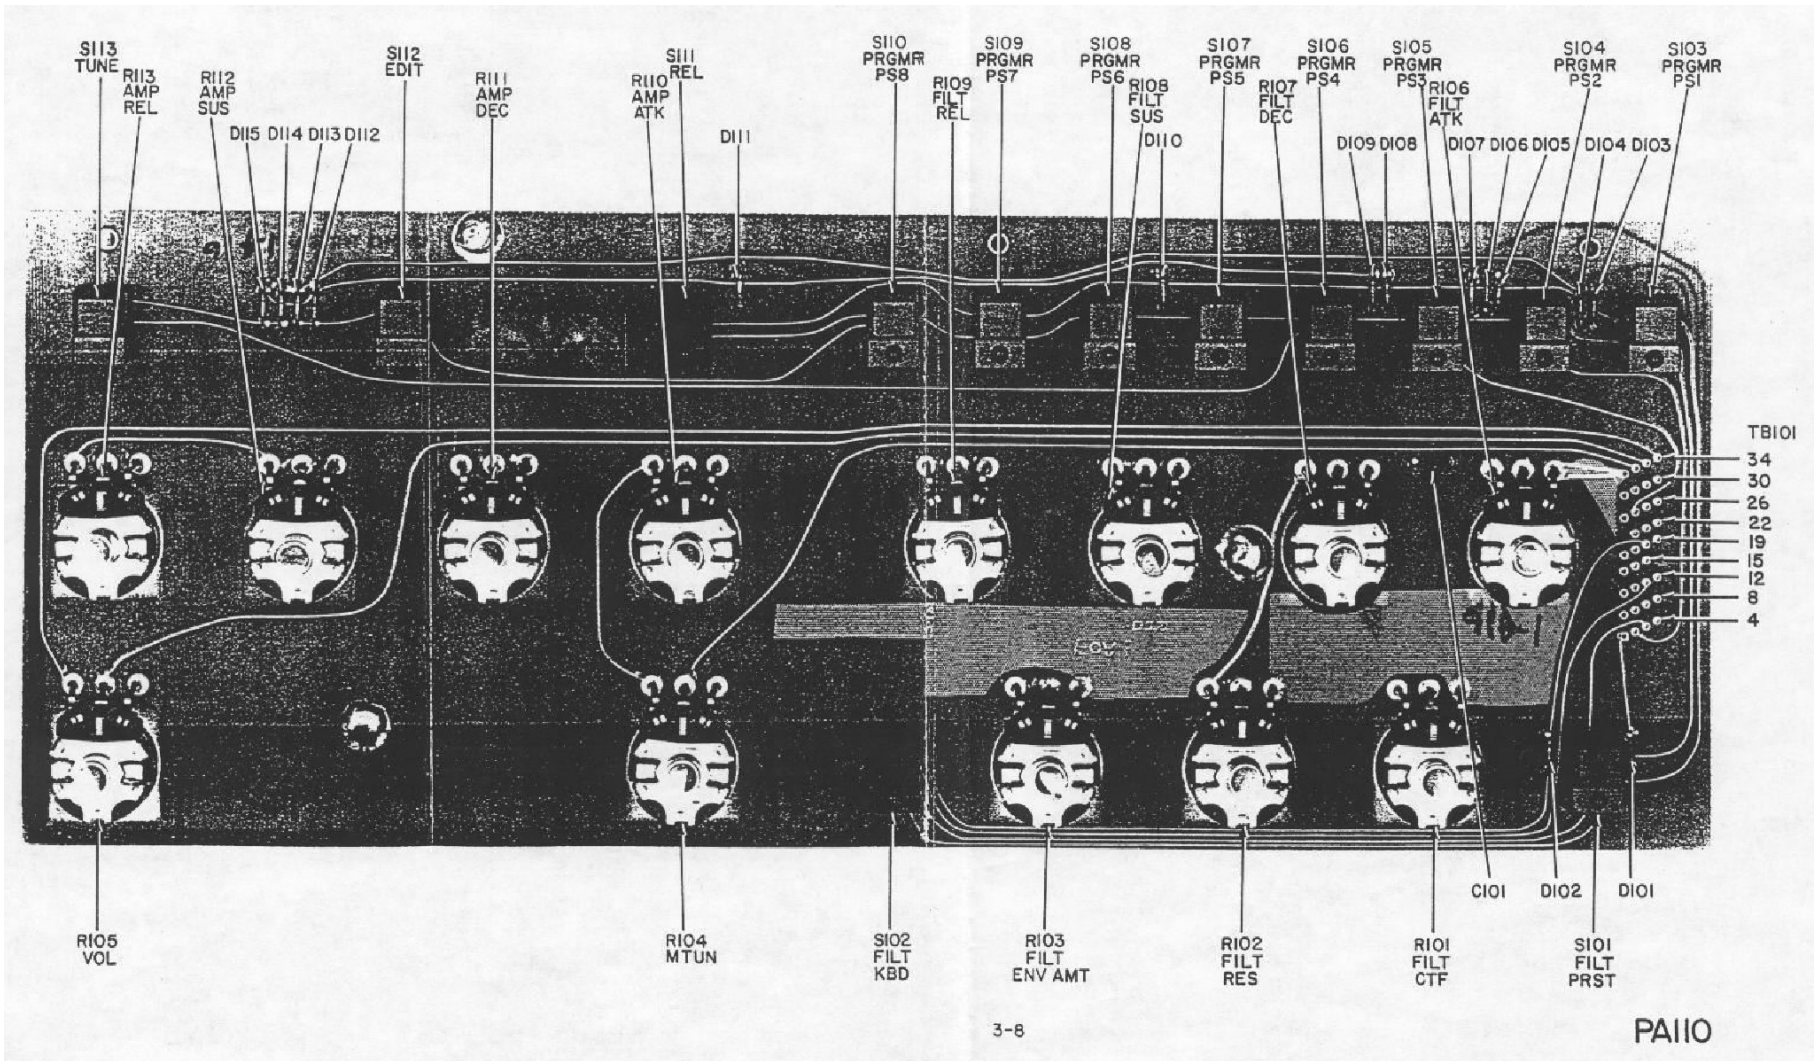 S113
TUNE
R113
AMP
REL
R112
AMP
SUS
S112
EDIT
R111
AMP
DEC
R110
AMP
ATK
S111
REL
S110
PRGMR
PS8
R109
FILT
REL
S109
PRGMR
PS7
S108
PRGMR
PS6
R108
FILT
SUS
S107
PRGMR
PS5
R107
FILT
DEC
S106
PRGMR
PS4
S105
PRGMR
PS3
R106
FILT
ATK
S104
PRGMR
PS2
S103
PRGMR
PS1
D115 D114 D113 D112
D111
D110
D109 D108
D107 D106 D105
D104 D103
TB101
34
30
26
22
19
15
12
8
4
C101
D102
D101
R105
VOL
R104
MTUN
S102
FILT
KBD
R103
FILT
ENV AMT
R102
FILT
RES
R101
FILT
CTF
S101
FILT
PRST
3-8
PA110